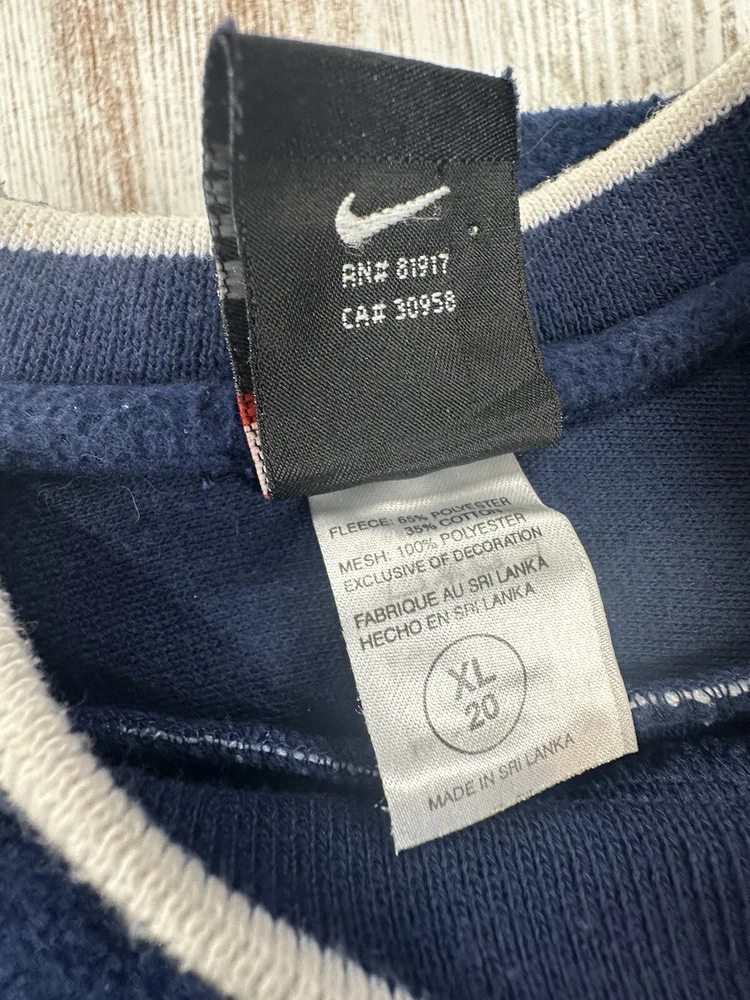 RN# 81917
CA# 30958
FLEECE: 65% POLYESTER
35% COTTON
MESH: 100% POLYESTER
EXCLUSIVE OF DECORATION
FABRIQUE AU SRI LANKA
HECHO EN SRI LANKA
XL
20
MADE IN SRI LANKA